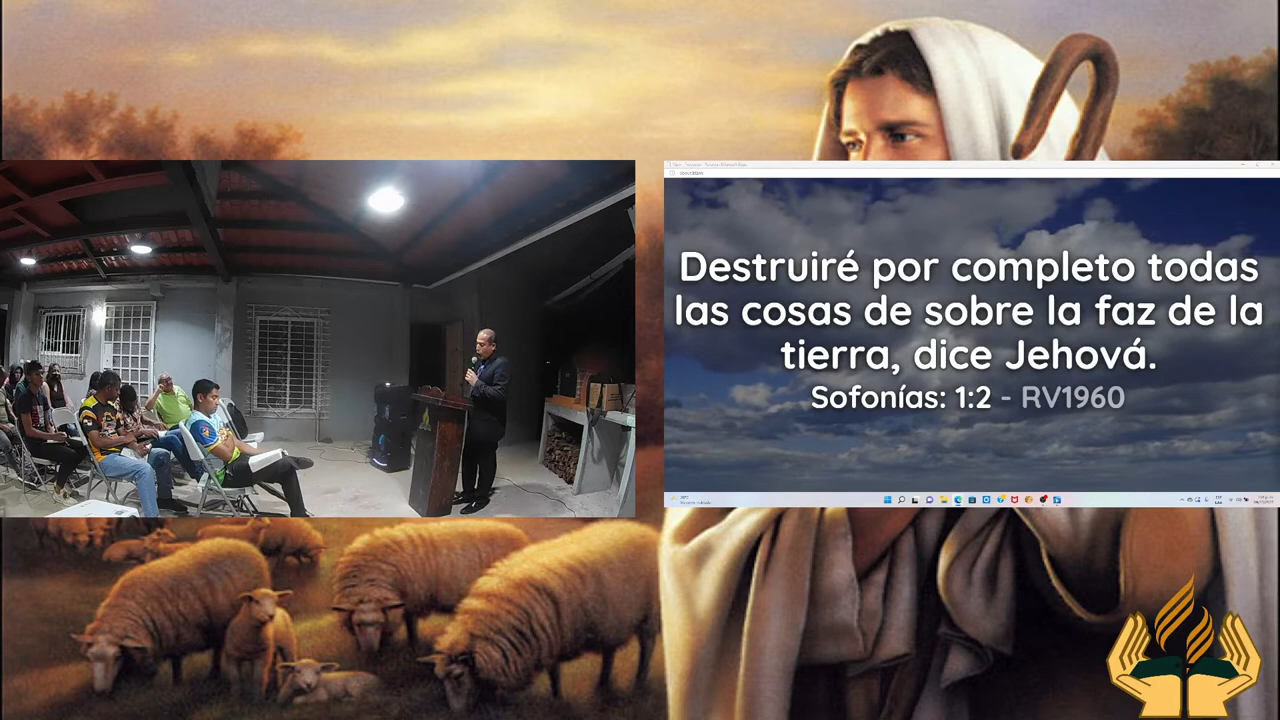 Destruiré por completo todas
las cosas de sobre la faz de la
tierra, dice Jehová.
Sofonías: 1:2 - RV1960